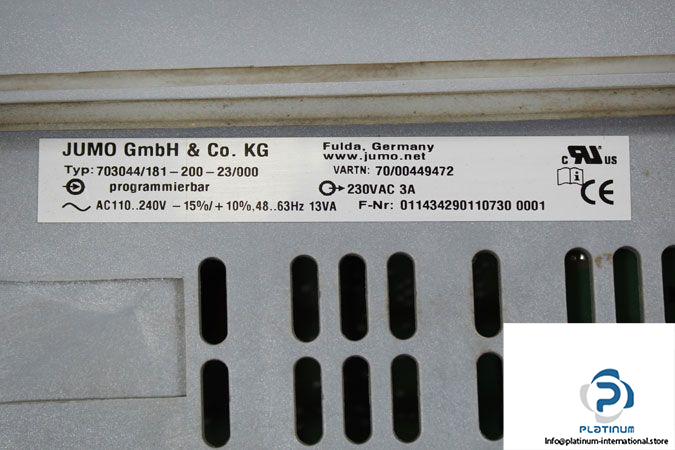 JUMO GmbH & Co. KG
Typ: 703044/181-200-23/000
programmierbar
AC110..240V -15%/+10%,48..63Hz 13VA
Fulda, Germany
www.jumo.net
VARTN: 70/00449472
230VAC 3A
F-Nr: 011434290110730 0001
C RU US
i
CE
PLATINUM
Info@platinum-international.store